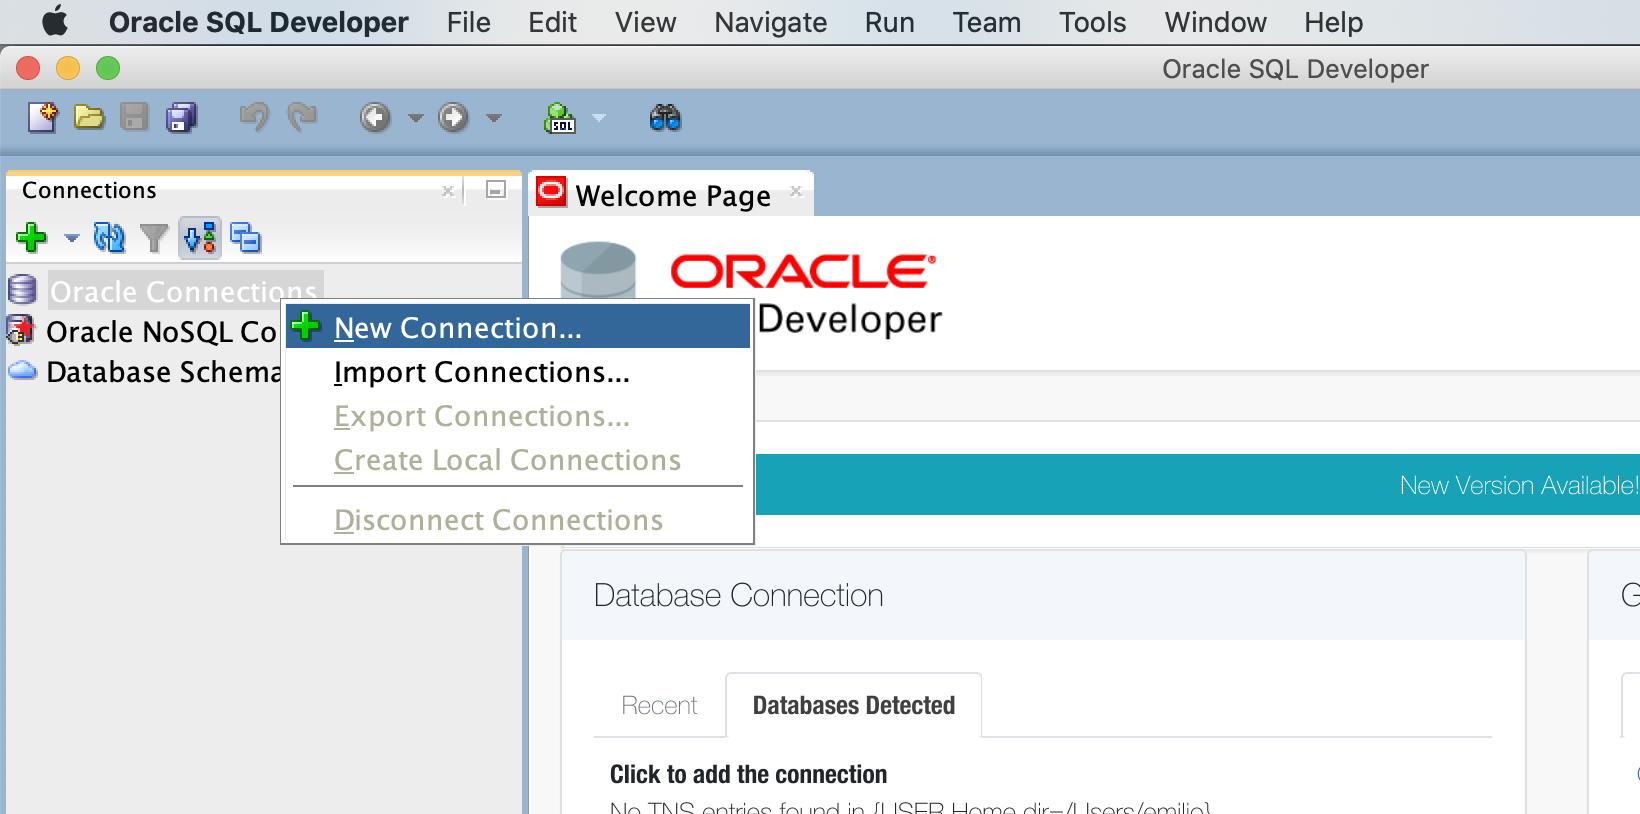 Oracle SQL Developer File Edit View Navigate Run Team Tools Window Help
Oracle SQL Developer
SQL
Connections
Welcome Page
Oracle Connections
ORACLE®
Oracle NoSQL Co
New Connection...
Developer
Database Schema
Import Connections...
Export Connections...
Create Local Connections
New Version Available!
Disconnect Connections
Database Connection
G
Recent
Databases Detected
Click to add the connection
No TNS entries found in {USER Home dir=/Users/emilio}